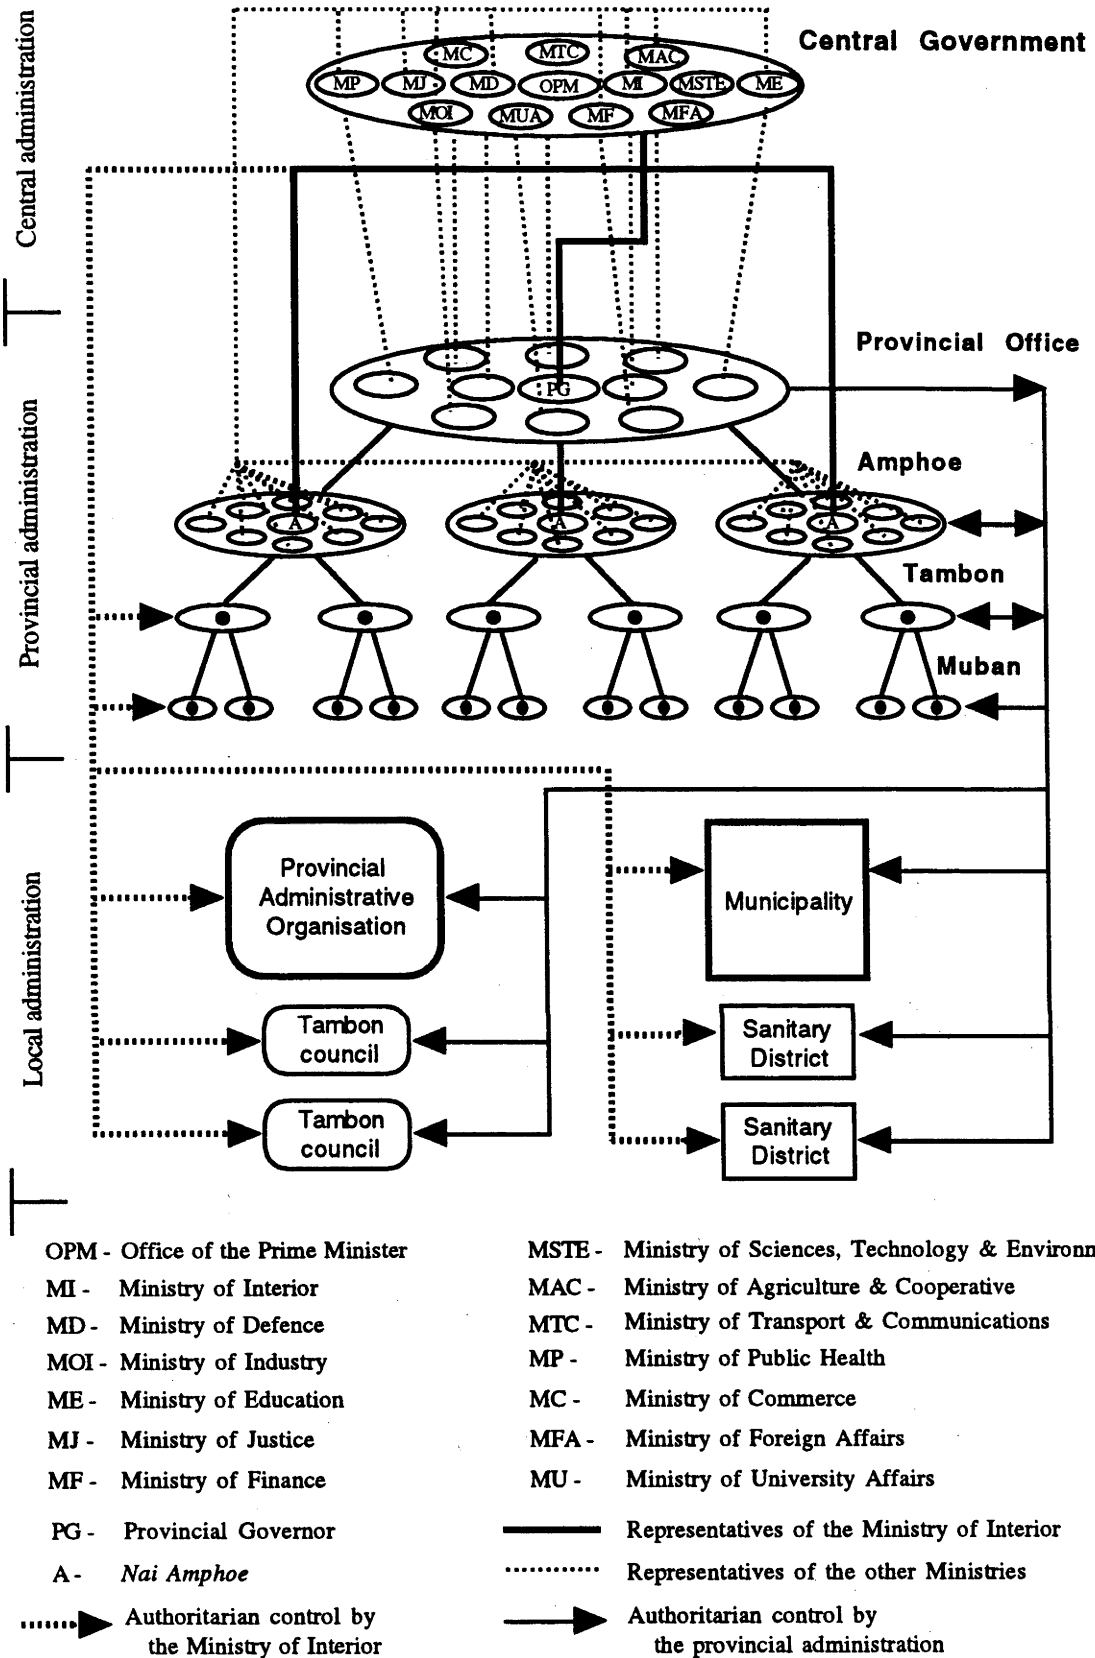 Central administration
Provincial administration
Local administration
Central Government
MC
MTC
MAC
MP
MJ
MD
OPM
MI
MSTE
ME
MOI
MUA
MF
MFA
Provincial Office
PG
Amphoe
A
A
A
Tambon
Muban
Provincial
Administrative
Organisation
Municipality
Tambon
council
Sanitary
District
Tambon
council
Sanitary
District
OPM - Office of the Prime Minister
MI - Ministry of Interior
MD - Ministry of Defence
MOI - Ministry of Industry
ME - Ministry of Education
MJ - Ministry of Justice
MF - Ministry of Finance
PG - Provincial Governor
A - Nai Amphoe
Authoritarian control by
the Ministry of Interior
MSTE - Ministry of Sciences, Technology & Environn
MAC - Ministry of Agriculture & Cooperative
MTC - Ministry of Transport & Communications
MP - Ministry of Public Health
MC - Ministry of Commerce
MFA - Ministry of Foreign Affairs
MU - Ministry of University Affairs
Representatives of the Ministry of Interior
Representatives of the other Ministries
Authoritarian control by
the provincial administration